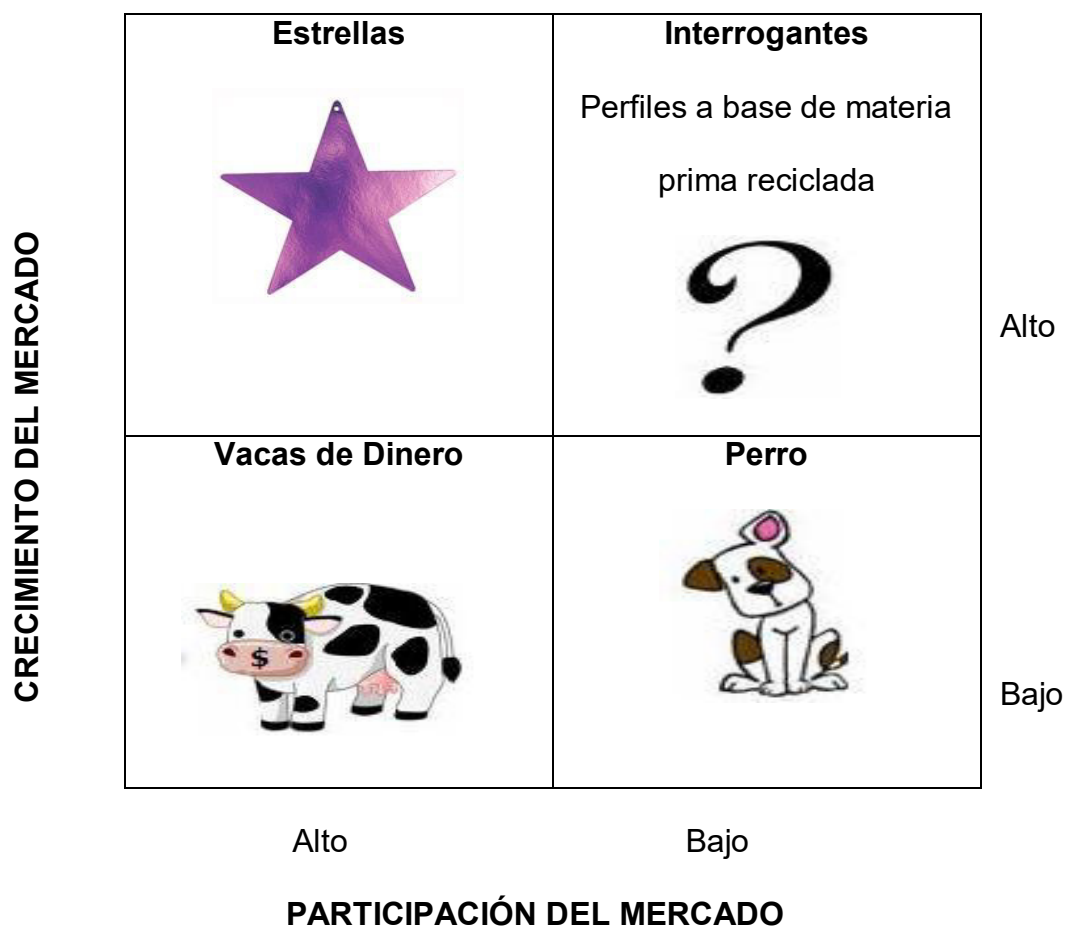 Estrellas
Interrogantes
Perfiles a base de materia
prima reciclada
Alto
CRECIMIENTO DEL MERCADO
Vacas de Dinero
Perro
$
Bajo
Alto
Bajo
PARTICIPACIÓN DEL MERCADO